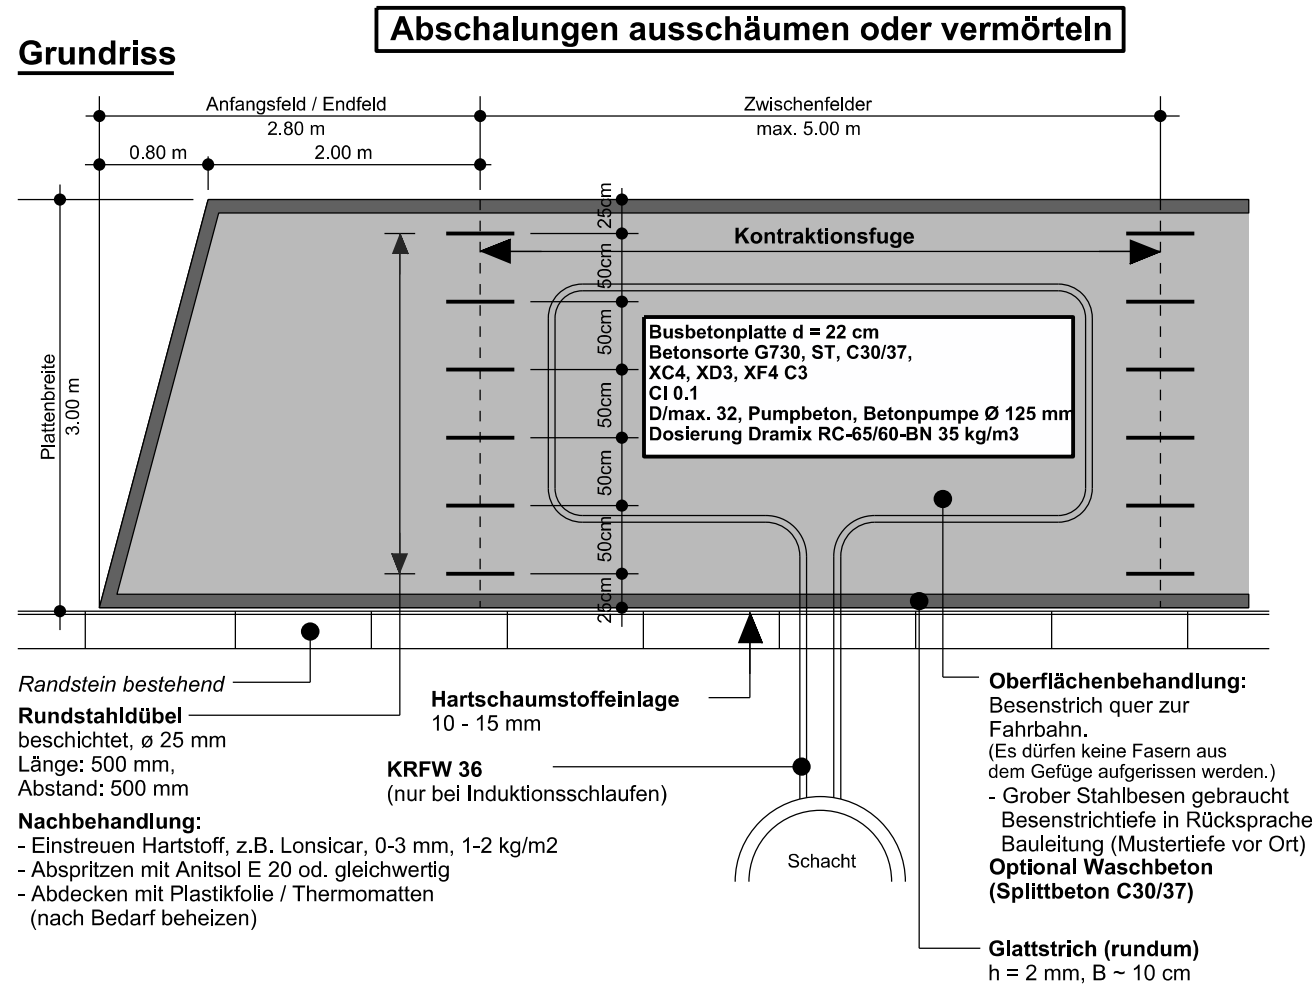 Abschalungen ausschäumen oder vermörteln
Grundriss
Anfangsfeld / Endfeld
2.80 m
Zwischenfelder
max. 5.00 m
0.80 m
2.00 m
Plattenbreite
3.00 m
25cm
50cm
50cm
50cm
50cm
50cm
25cm
Kontraktionsfuge
Busbetonplatte d = 22 cm
Betonsorte G730, ST, C30/37,
XC4, XD3, XF4 C3
CI 0.1
D/max. 32, Pumpbeton, Betonpumpe Ø 125 mm
Dosierung Dramix RC-65/60-BN 35 kg/m3
Randstein bestehend
Rundstahldübel
beschichtet, ø 25 mm
Länge: 500 mm,
Abstand: 500 mm
Nachbehandlung:
- Einstreuen Hartstoff, z.B. Lonsicar, 0-3 mm, 1-2 kg/m2
- Abspritzen mit Anitsol E 20 od. gleichwertig
- Abdecken mit Plastikfolie / Thermomatten
(nach Bedarf beheizen)
Hartschaumstoffeinlage
10 - 15 mm
KRFW 36
(nur bei Induktionsschlaufen)
Schacht
Oberflächenbehandlung:
Besenstrich quer zur
Fahrbahn.
(Es dürfen keine Fasern aus
dem Gefüge aufgerissen werden.)
- Grober Stahlbesen gebraucht
Besenstrichtiefe in Rücksprache
Bauleitung (Mustertiefe vor Ort)
Optional Waschbeton
(Splittbeton C30/37)
Glattstrich (rundum)
h = 2 mm, B ~ 10 cm